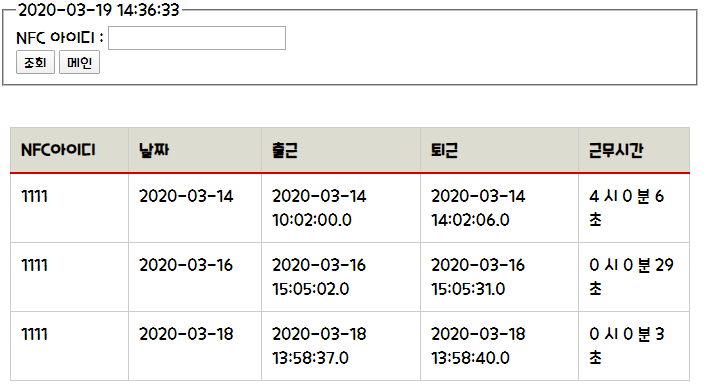 2020-03-19 14:36:33
NFC 아이디 :
조회 메인
NFC아이디 날짜 출근 퇴근 근무시간
1111 2020-03-14 2020-03-14 2020-03-14 4 시 0 분 6
10:02:00.0 14:02:06.0 초
1111 2020-03-16 2020-03-16 2020-03-16 0 시 0 분 29
15:05:02.0 15:05:31.0 초
1111 2020-03-18 2020-03-18 2020-03-18 0 시 0 분 3
13:58:37.0 13:58:40.0 초